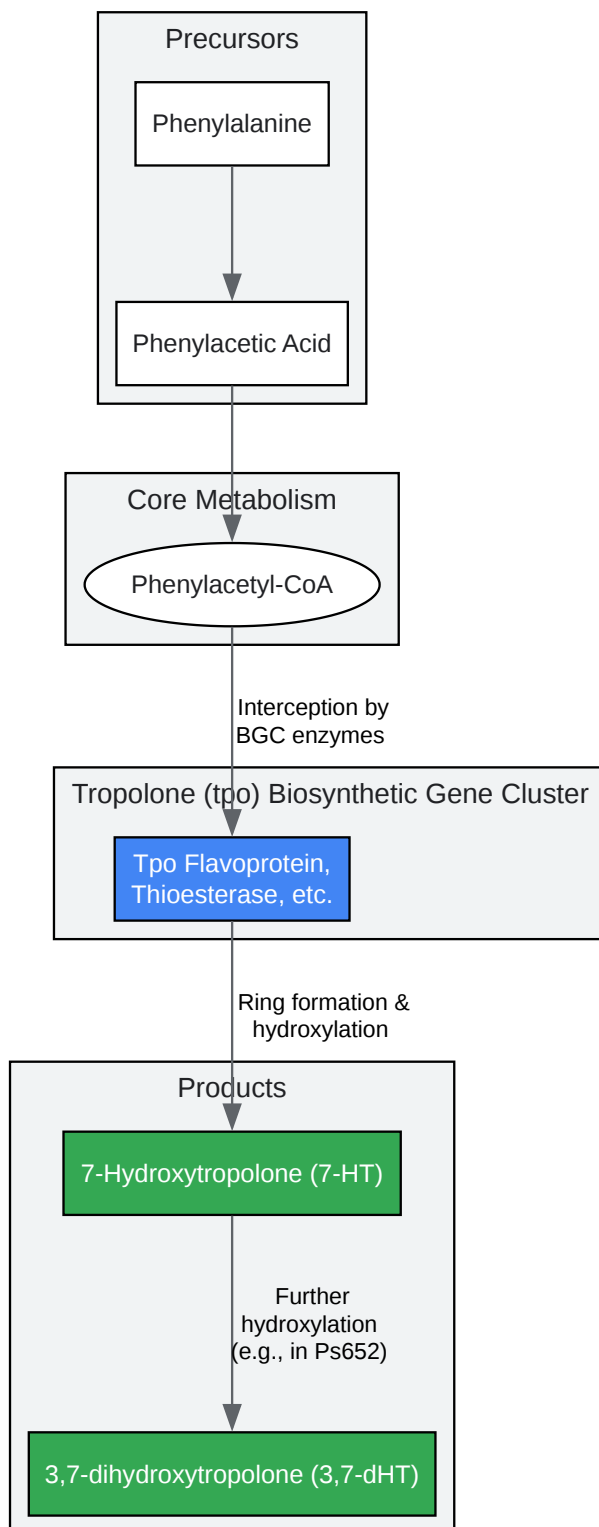 Precursors
Phenylalanine
Phenylacetic Acid
Core Metabolism
Phenylacetyl-CoA
Interception by
BGC enzymes
Tropolone (tpo) Biosynthetic Gene Cluster
Tpo Flavoprotein,
Thioesterase, etc.
Ring formation &
hydroxylation
Products
7-Hydroxytropolone (7-HT)
Further
hydroxylation
(e.g., in Ps652)
3,7-dihydroxytropolone (3,7-dHT)